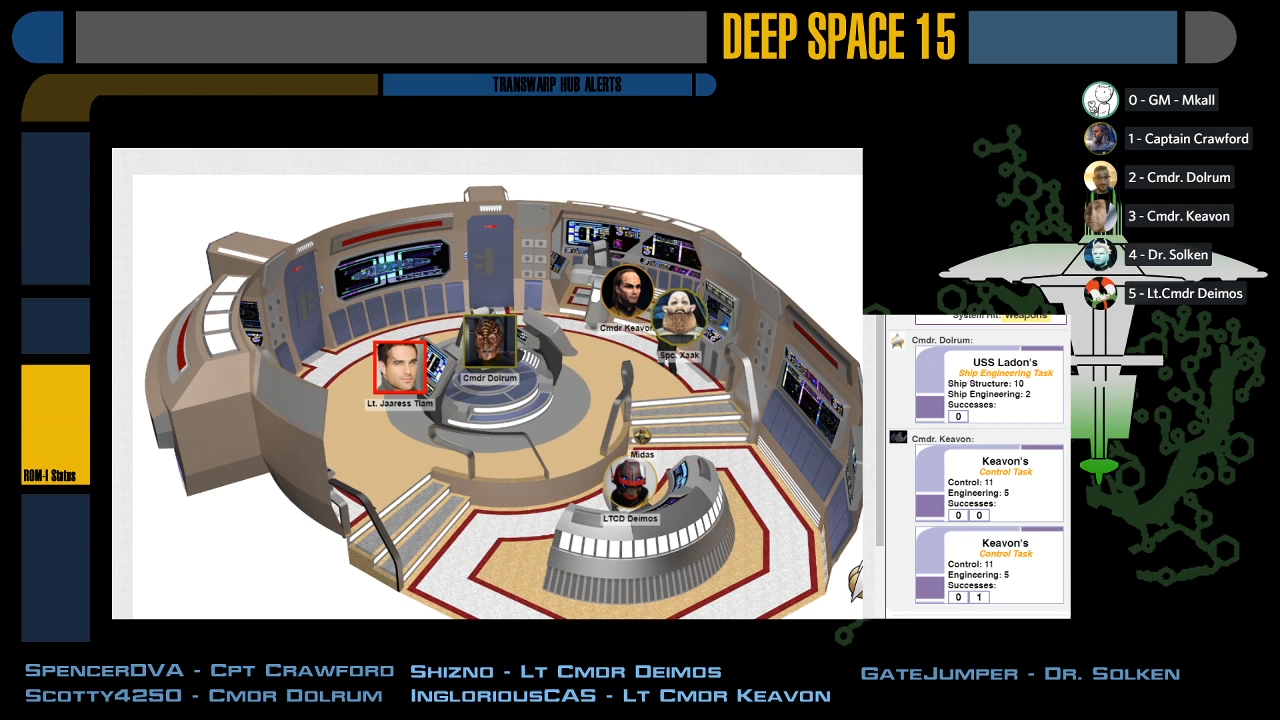 DEEP SPACE 15
TRANSWARP HUB ALERTS
0 - GM - Mkall
1 - Captain Crawford
2 - Cmdr. Dolrum
3 - Cmdr. Keavon
4 - Dr. Solken
5 - Lt.Cmdr Deimos
Cmdr Keavon
Spc. Xaak
Cmdr Dolrum
Lt. Jaaress Tiam
Midas
LTCD Deimos
System Hit: Weapons
Cmdr. Dolrum:
USS Ladon's
Ship Engineering Task
Ship Structure: 10
Ship Engineering: 2
Successes:
0
Cmdr. Keavon:
Keavon's
Control Task
Control: 11
Engineering: 5
Successes:
0 0
Keavon's
Control Task
Control: 11
Engineering: 5
Successes:
0 1
ROM-I Status
SpencerDVA - Cpt Crawford
Shizno - Lt Cmdr Deimos
GateJumper - Dr. Solken
Scotty4250 - Cmdr Dolrum
IngloriousCAS - Lt Cmdr Keavon